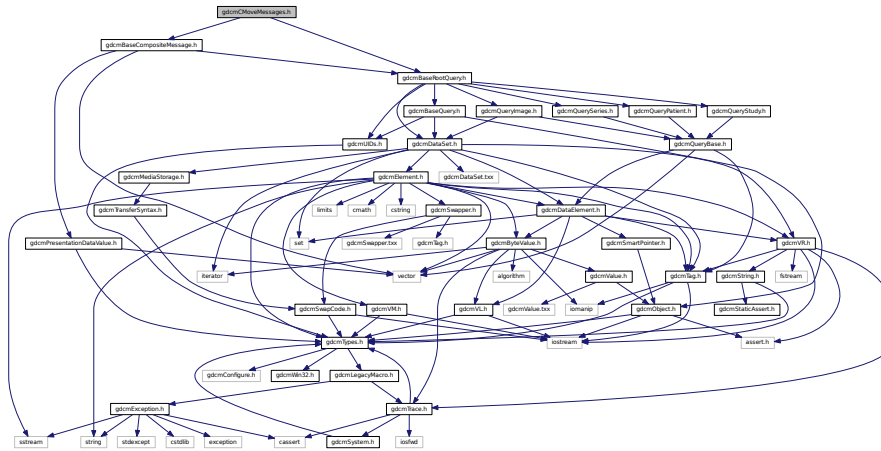 gdcmCMoveMessages.h
gdcmBaseCompositeMessage.h
gdcmBaseRootQuery.h
gdcmBaseQuery.h
gdcmQueryImage.h
gdcmQuerySeries.h
gdcmQueryPatient.h
gdcmQueryStudy.h
gdcmUIDs.h
gdcmDataSet.h
gdcmQueryBase.h
gdcmMediaStorage.h
gdcmElement.h
gdcmDataSet.txx
gdcmTransferSyntax.h
limits
cmath
cstring
gdcmSwapper.h
gdcmDataElement.h
gdcmPresentationDataValue.h
set
gdcmSwapper.txx
gdcmTag.h
gdcmByteValue.h
gdcmSmartPointer.h
gdcmVR.h
iterator
vector
algorithm
gdcmValue.h
gdcmTag.h
gdcmString.h
fstream
gdcmSwapCode.h
gdcmVM.h
gdcmVL.h
gdcmValue.txx
iomanip
gdcmObject.h
gdcmStaticAssert.h
gdcmTypes.h
iostream
assert.h
gdcmConfigure.h
gdcmWin32.h
gdcmLegacyMacro.h
gdcmException.h
gdcmTrace.h
sstream
string
stdexcept
cstdlib
exception
cassert
gdcmSystem.h
iosfwd